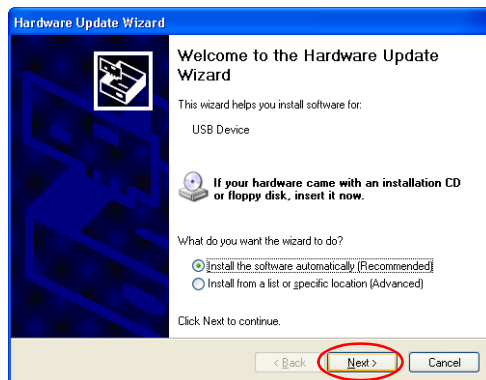 Hardware Update Wizard
Welcome to the Hardware Update
Wizard
This wizard helps you install software for:
USB Device
If your hardware came with an installation CD
or floppy disk, insert it now.
What do you want the wizard to do?
Install the software automatically (Recommended)
Install from a list or specific location (Advanced)
Click Next to continue.
< Back Next > Cancel